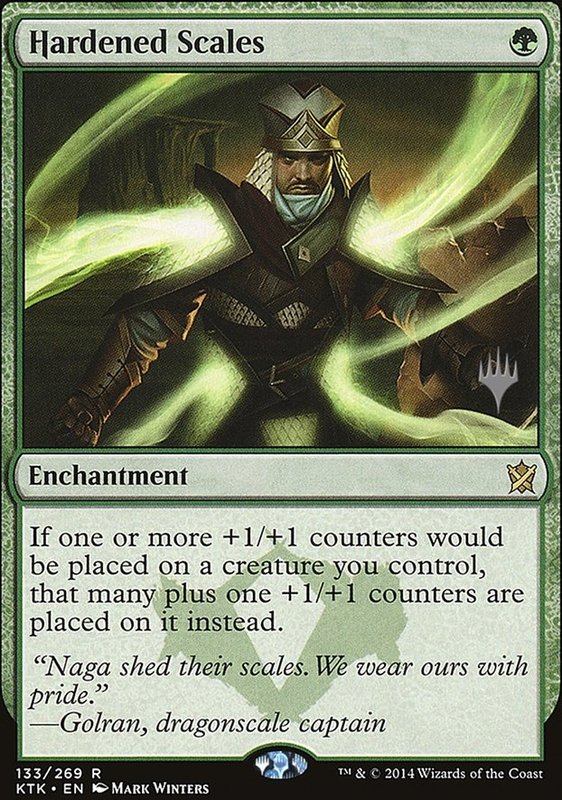 Hardened Scales
Enchantment
If one or more +1/+1 counters would
be placed on a creature you control,
that many plus one +1/+1 counters are
placed on it instead.
“Naga shed their scales. We wear ours with
pride.”
—Golran, dragonscale captain
133/269 R
KTK • EN Mark Winters
™ & © 2014 Wizards of the Coast